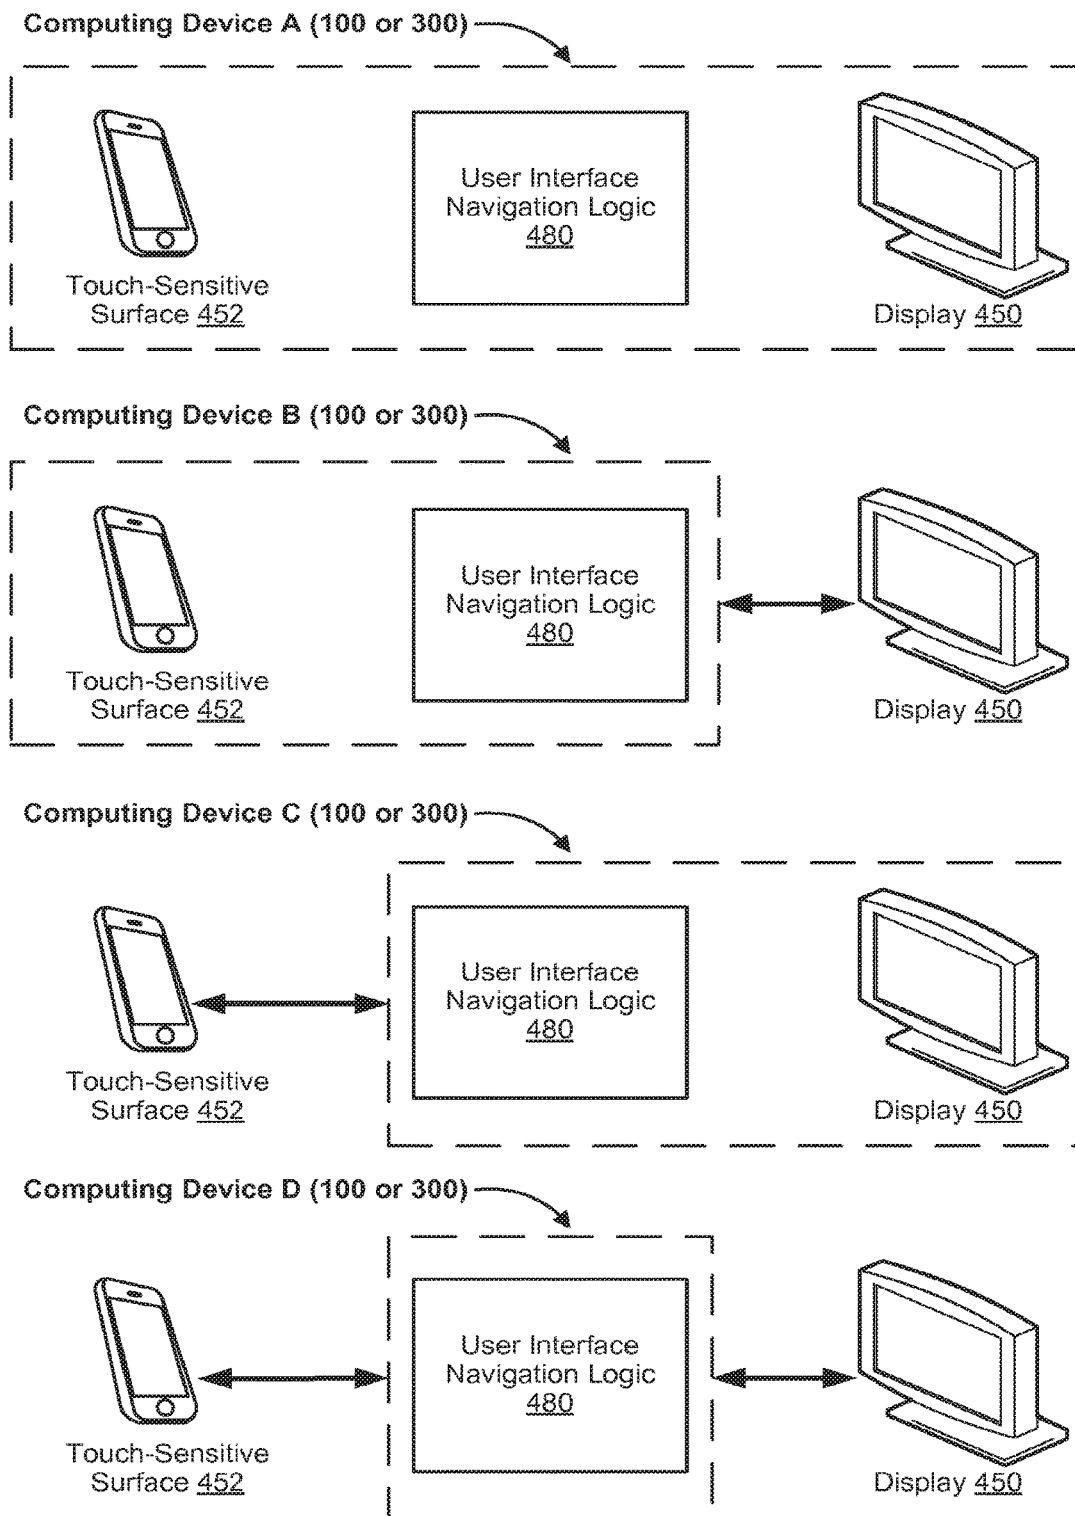 Computing Device A (100 or 300)
User Interface
Navigation Logic
480
Touch-Sensitive
Surface 452
Display 450
Computing Device B (100 or 300)
User Interface
Navigation Logic
480
Touch-Sensitive
Surface 452
Display 450
Computing Device C (100 or 300)
User Interface
Navigation Logic
480
Touch-Sensitive
Surface 452
Display 450
Computing Device D (100 or 300)
User Interface
Navigation Logic
480
Touch-Sensitive
Surface 452
Display 450